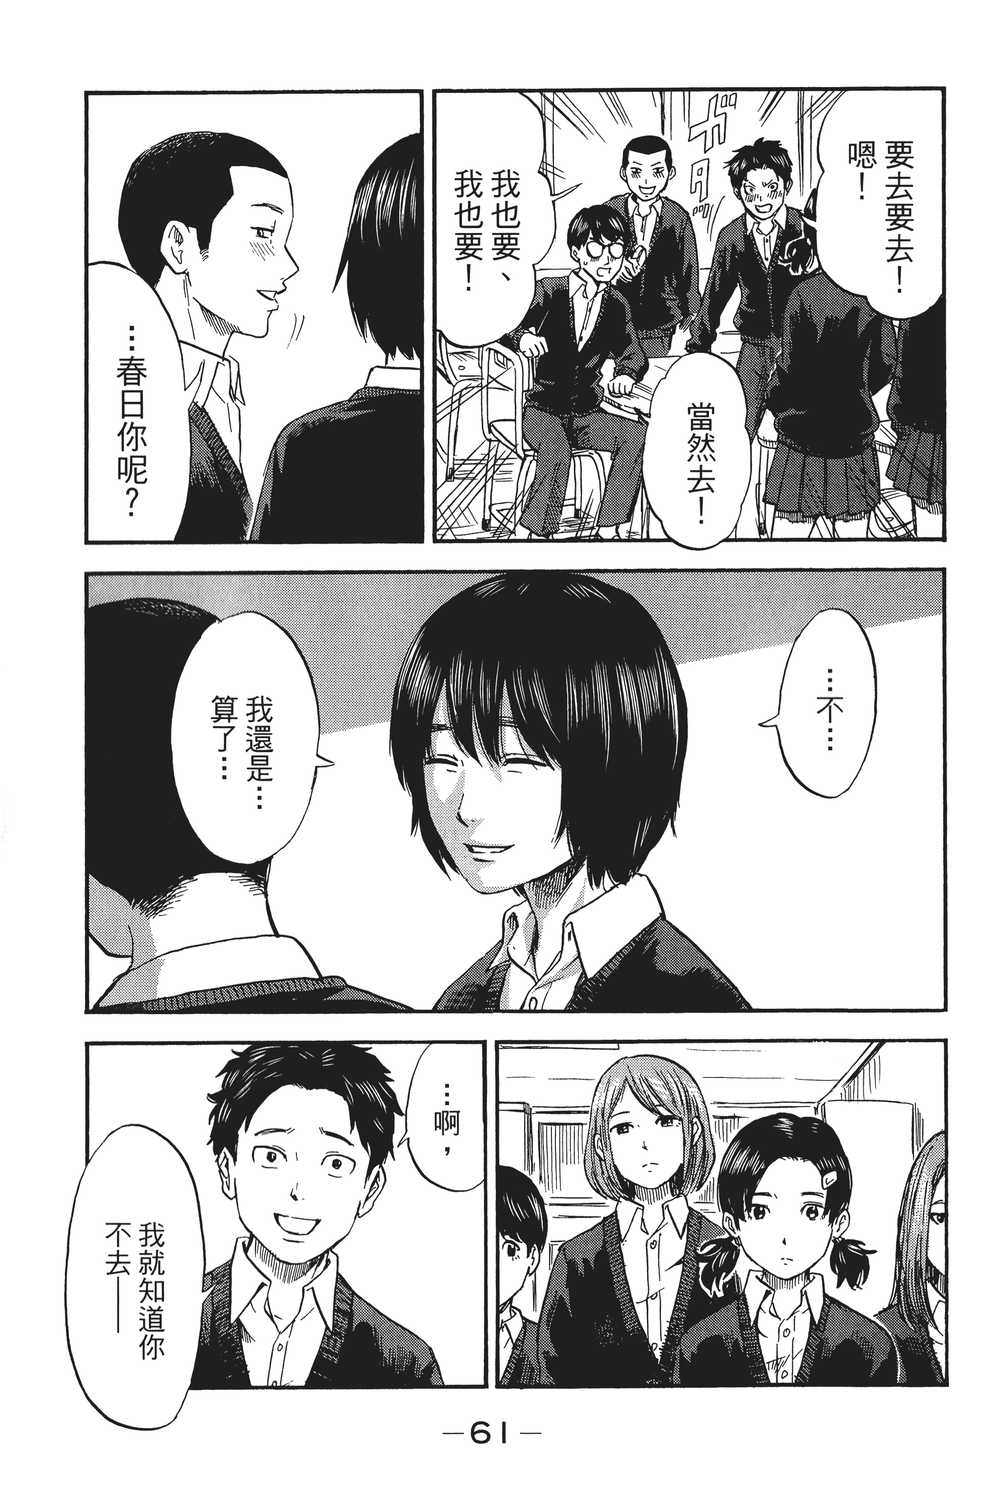 要去要去！
嗯！
ガタッ
我也要、
我也要！
當然去！
…春日你呢？
…不…
我還是…
算了…
…啊，
我就知道你
不去——
—61—